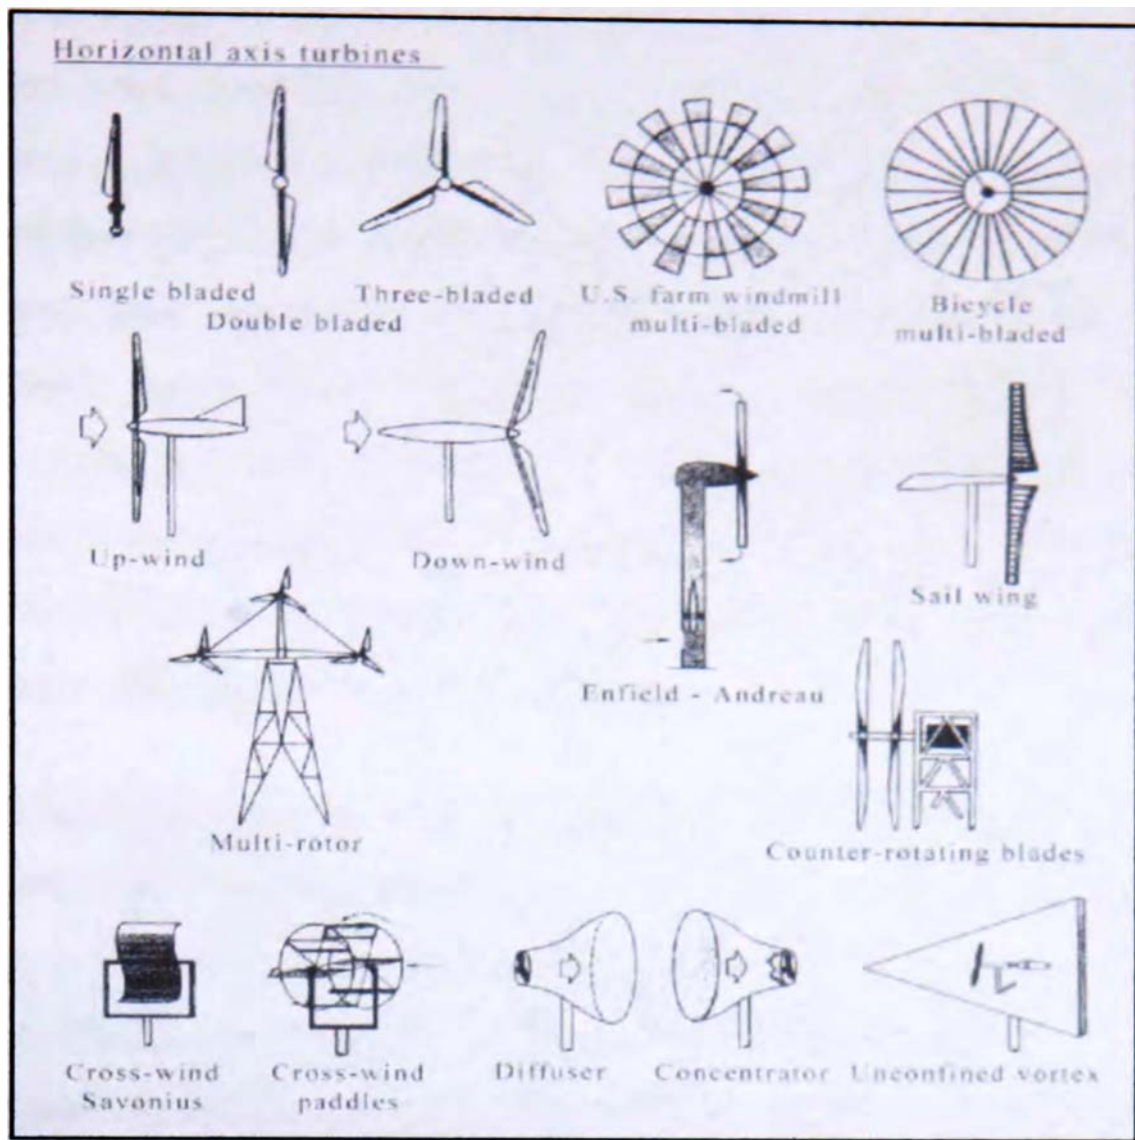 Horizontal axis turbines
Single bladed
Double bladed
Three-bladed
U.S. farm windmill
multi-bladed
Bicycle
multi-bladed
Up-wind
Down-wind
Enfield - Andreau
Sail wing
Multi-rotor
Counter-rotating blades
Cross-wind
Savonius
Cross-wind
paddles
Diffuser
Concentrator
Unconfined vortex